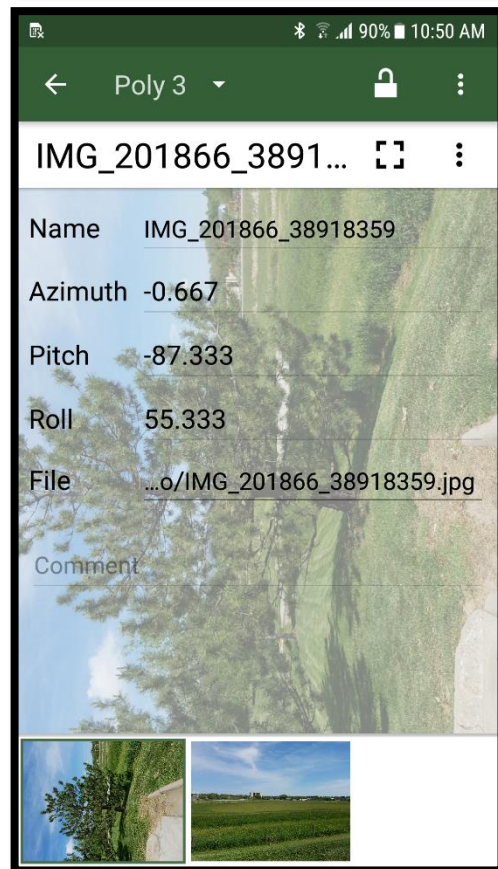 90% 10:50 AM
Poly 3
IMG_201866_3891...
Name IMG_201866_38918359
Azimuth -0.667
Pitch -87.333
Roll 55.333
File ...o/IMG_201866_38918359.jpg
Comment